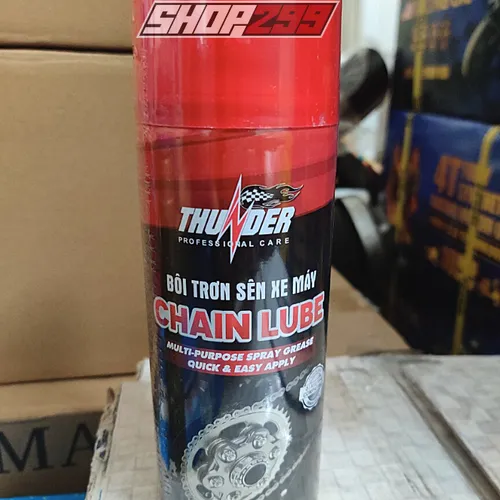 SHOP299
THUNDER
PROFESSIONAL CARE
BÔI TRƠN SÊN XE MÁY
CHAIN LUBE
MULTI-PURPOSE SPRAY GREASE
QUICK & EASY APPLY
MA
4T